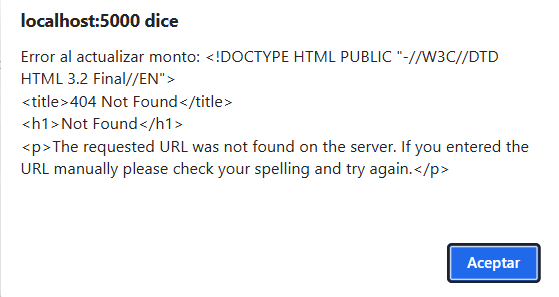 localhost:5000 dice
Error al actualizar monto: <!DOCTYPE HTML PUBLIC "-//W3C//DTD
HTML 3.2 Final//EN">
<title>404 Not Found</title>
<h1>Not Found</h1>
<p>The requested URL was not found on the server. If you entered the
URL manually please check your spelling and try again.</p>
Aceptar